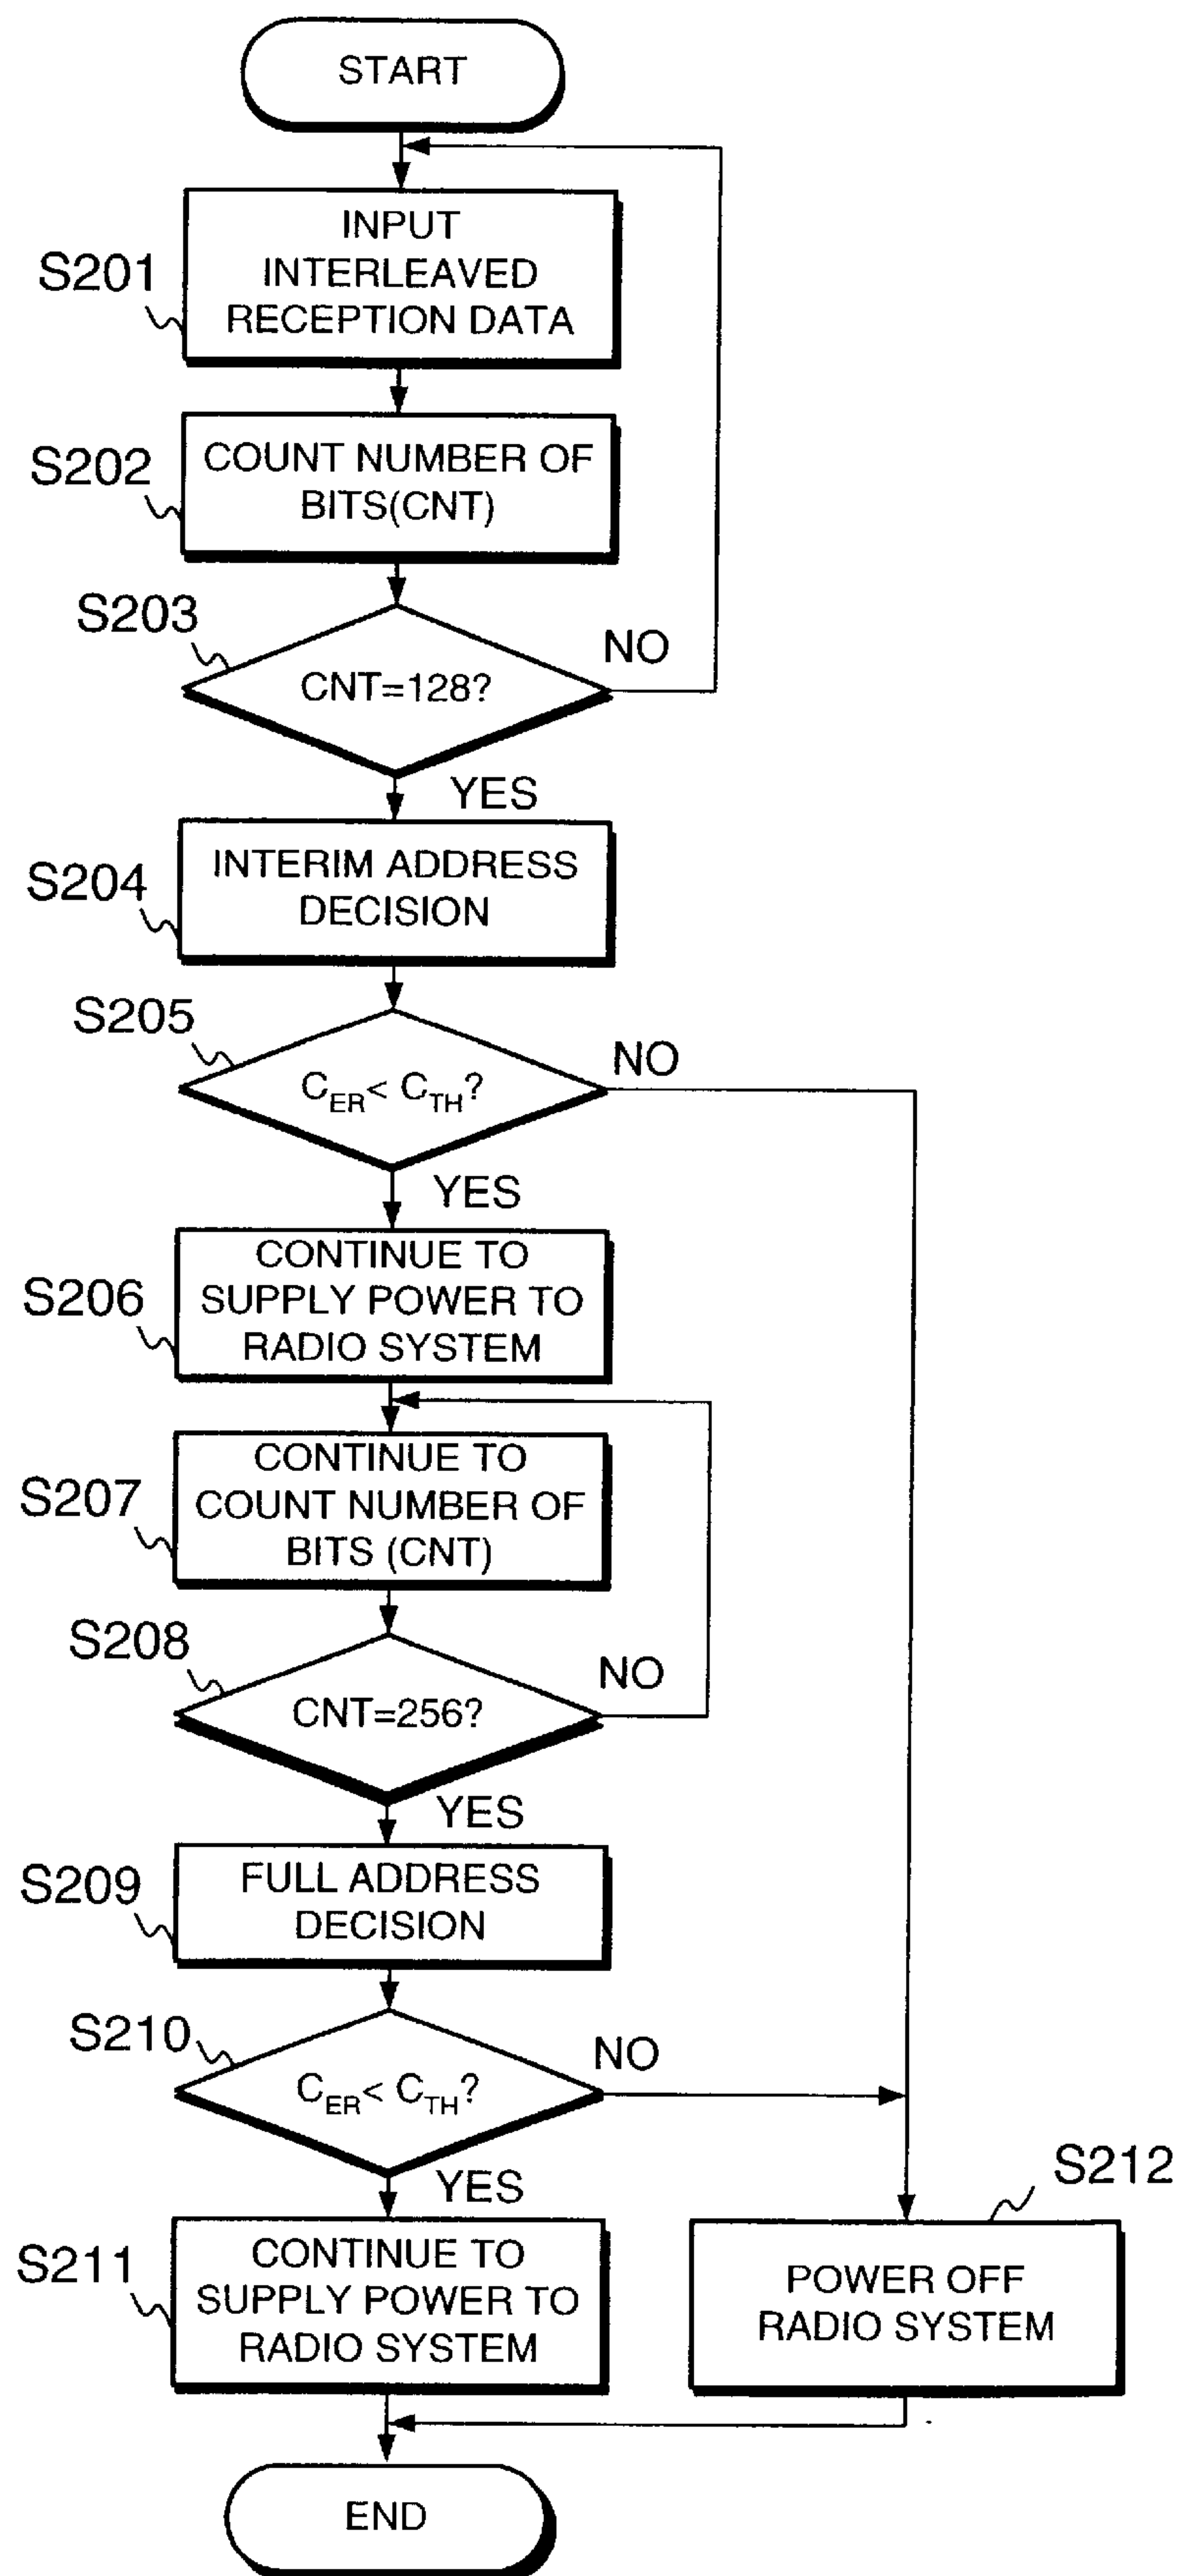 START
S201
INPUT
INTERLEAVED
RECEPTION DATA
S202
COUNT NUMBER OF
BITS(CNT)
S203
CNT=128?
NO
YES
S204
INTERIM ADDRESS
DECISION
S205
C_ER < C_TH?
NO
YES
S206
CONTINUE TO
SUPPLY POWER TO
RADIO SYSTEM
S207
CONTINUE TO
COUNT NUMBER OF
BITS (CNT)
S208
CNT=256?
NO
YES
S209
FULL ADDRESS
DECISION
S210
C_ER < C_TH?
NO
YES
S211
CONTINUE TO
SUPPLY POWER TO
RADIO SYSTEM
S212
POWER OFF
RADIO SYSTEM
END